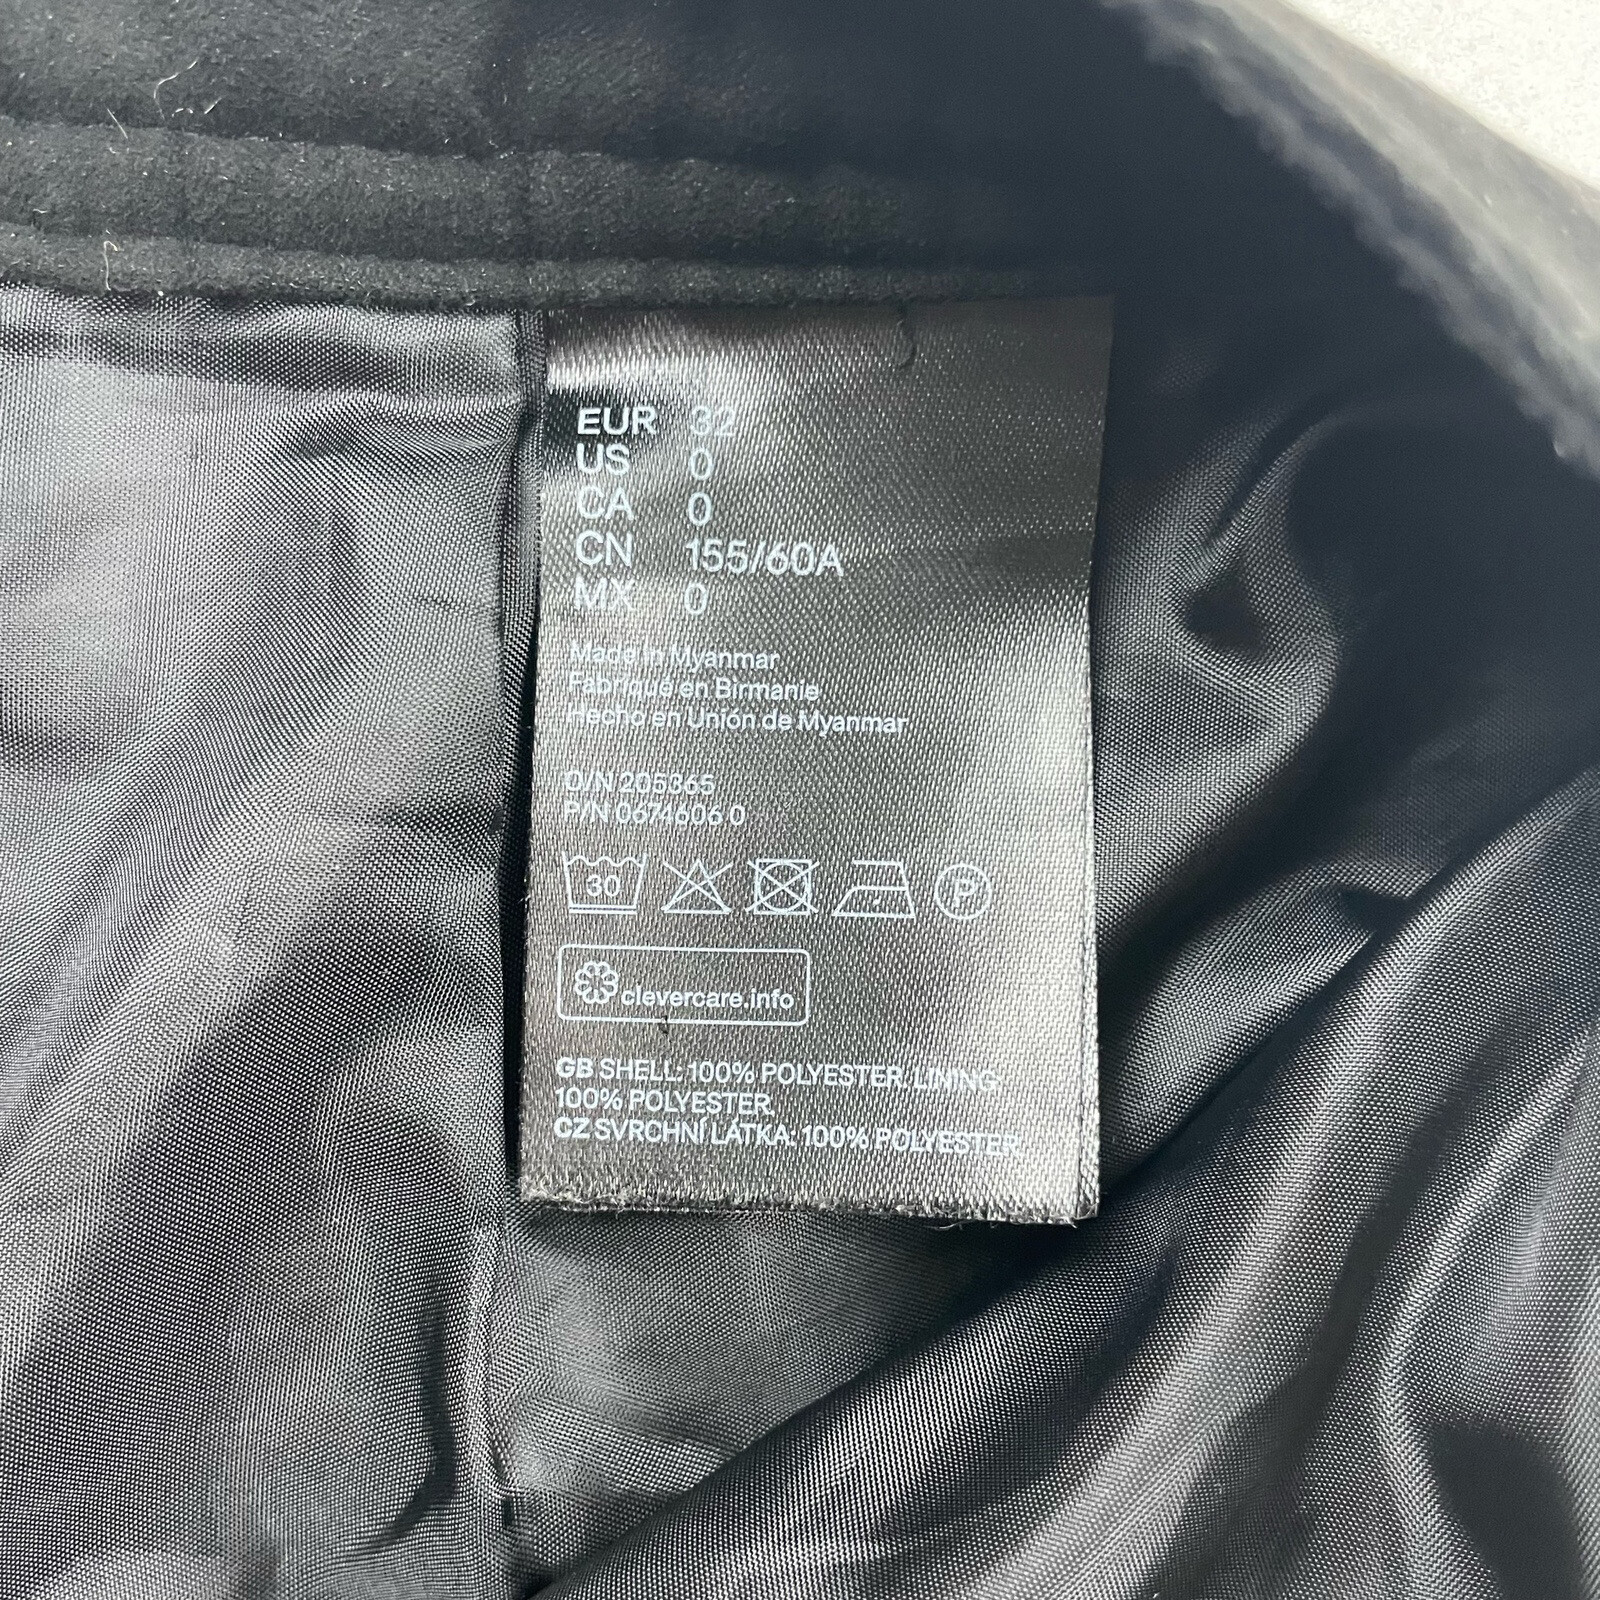 EUR 32
US 0
CA 0
CN 155/60A
MX 0
Made in Myanmar
Fabriqué en Birmanie
Hecho en Unión de Myanmar
O/N 205365
P/N 0674606 0
30 P
clevercare.info
GB SHELL: 100% POLYESTER. LINING:
100% POLYESTER.
CZ SVRCHNÍ LÁTKA: 100% POLYESTER.